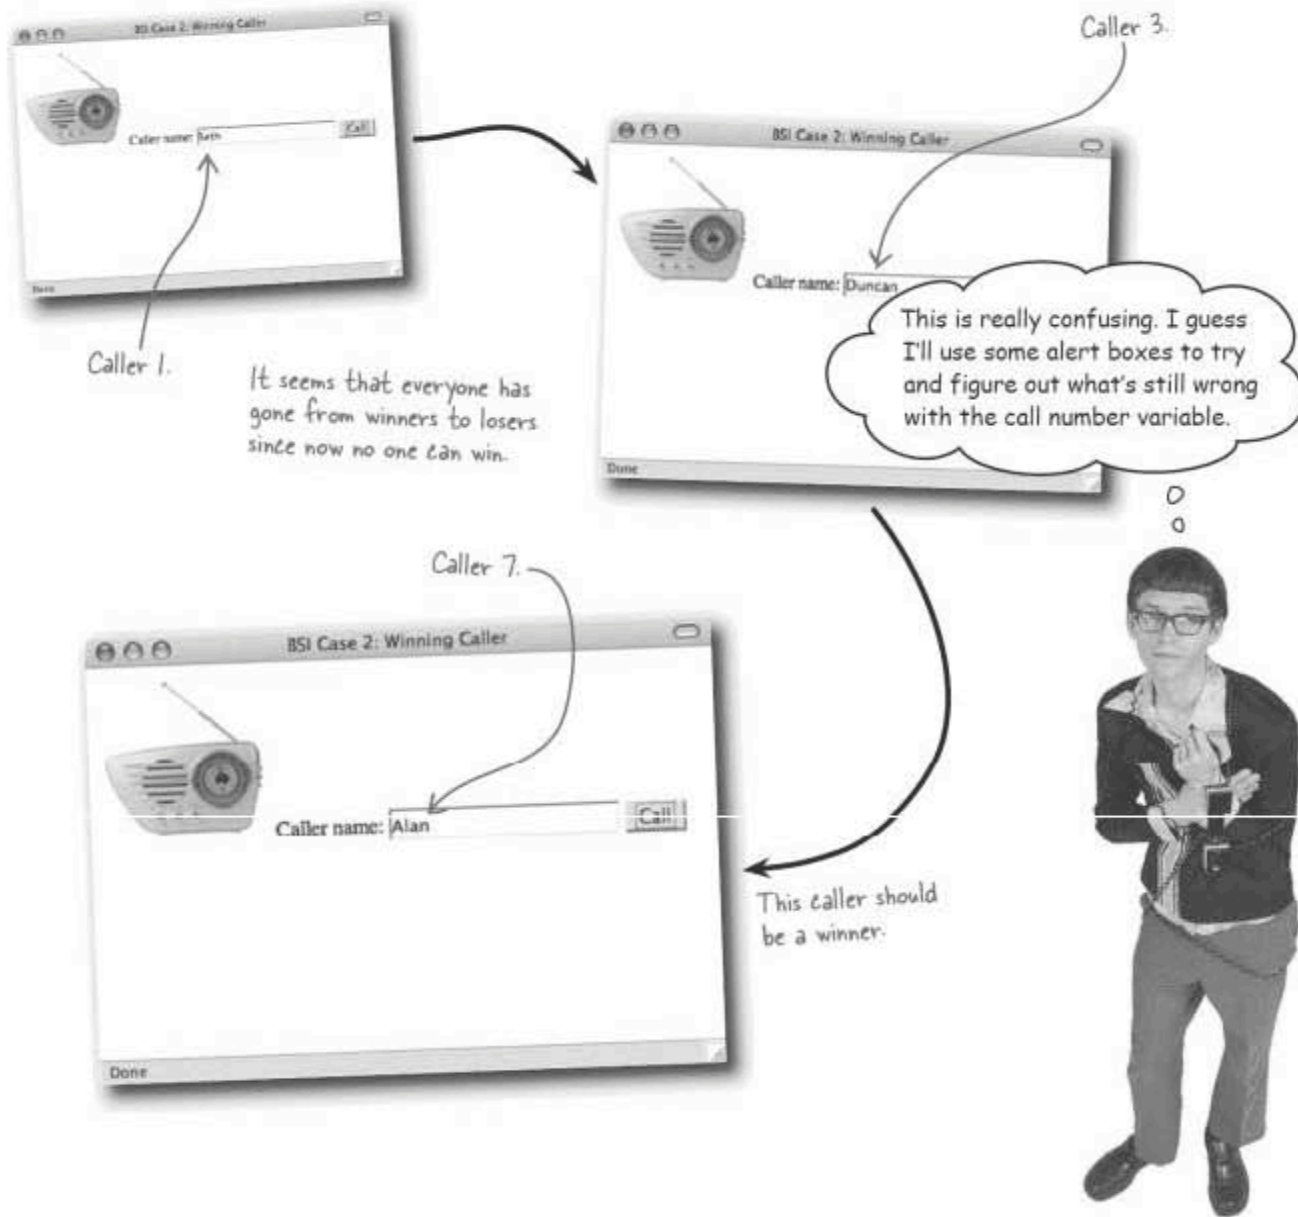 BSI Case 2: Winning Caller
Caller name: Seth
Call
Done
Caller 1.
It seems that everyone has
gone from winners to losers
since now no one can win.
Caller 3.
BSI Case 2: Winning Caller
Caller name: Duncan
Done
This is really confusing. I guess
I'll use some alert boxes to try
and figure out what's still wrong
with the call number variable.
Caller 7.
BSI Case 2: Winning Caller
Caller name: Alan
Call
Done
This caller should
be a winner.